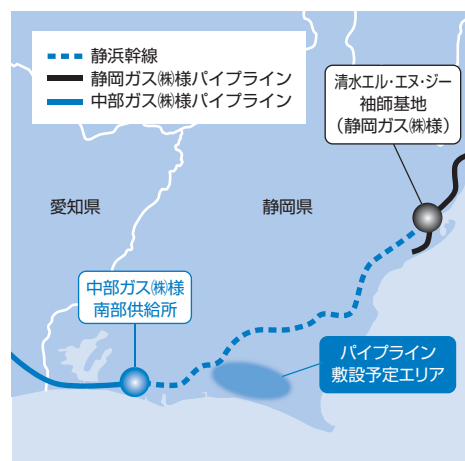 静浜幹線
静岡ガス㈱様パイプライン
中部ガス㈱様パイプライン
清水エル・エヌ・ジー
袖師基地
（静岡ガス㈱様）
愛知県
静岡県
中部ガス㈱様
南部供給所
パイプライン
敷設予定エリア